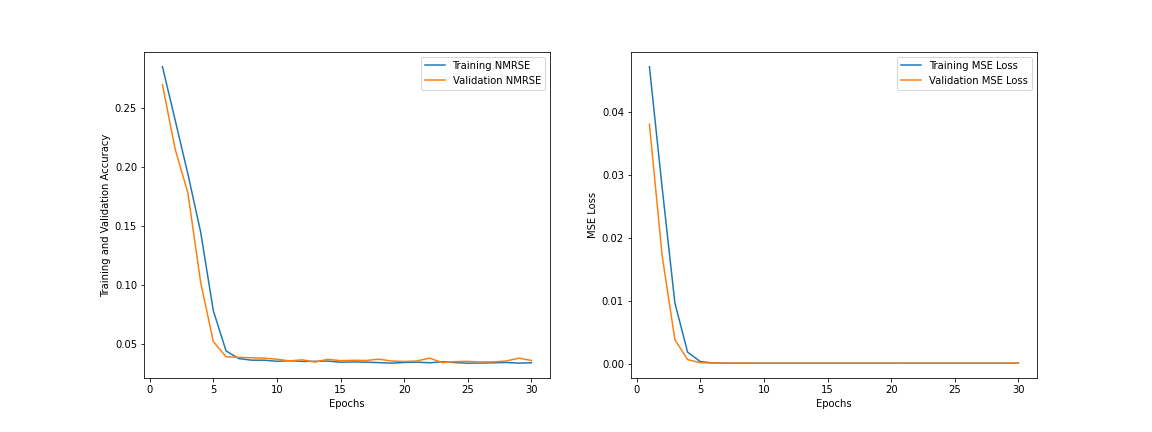 Training NMRSE
Validation NMRSE
0.25
0.20
0.15
0.10
0.05
Training and Validation Accuracy
0 5 10 15 20 25 30
Epochs
Training MSE Loss
Validation MSE Loss
0.04
0.03
0.02
0.01
0.00
MSE Loss
0 5 10 15 20 25 30
Epochs